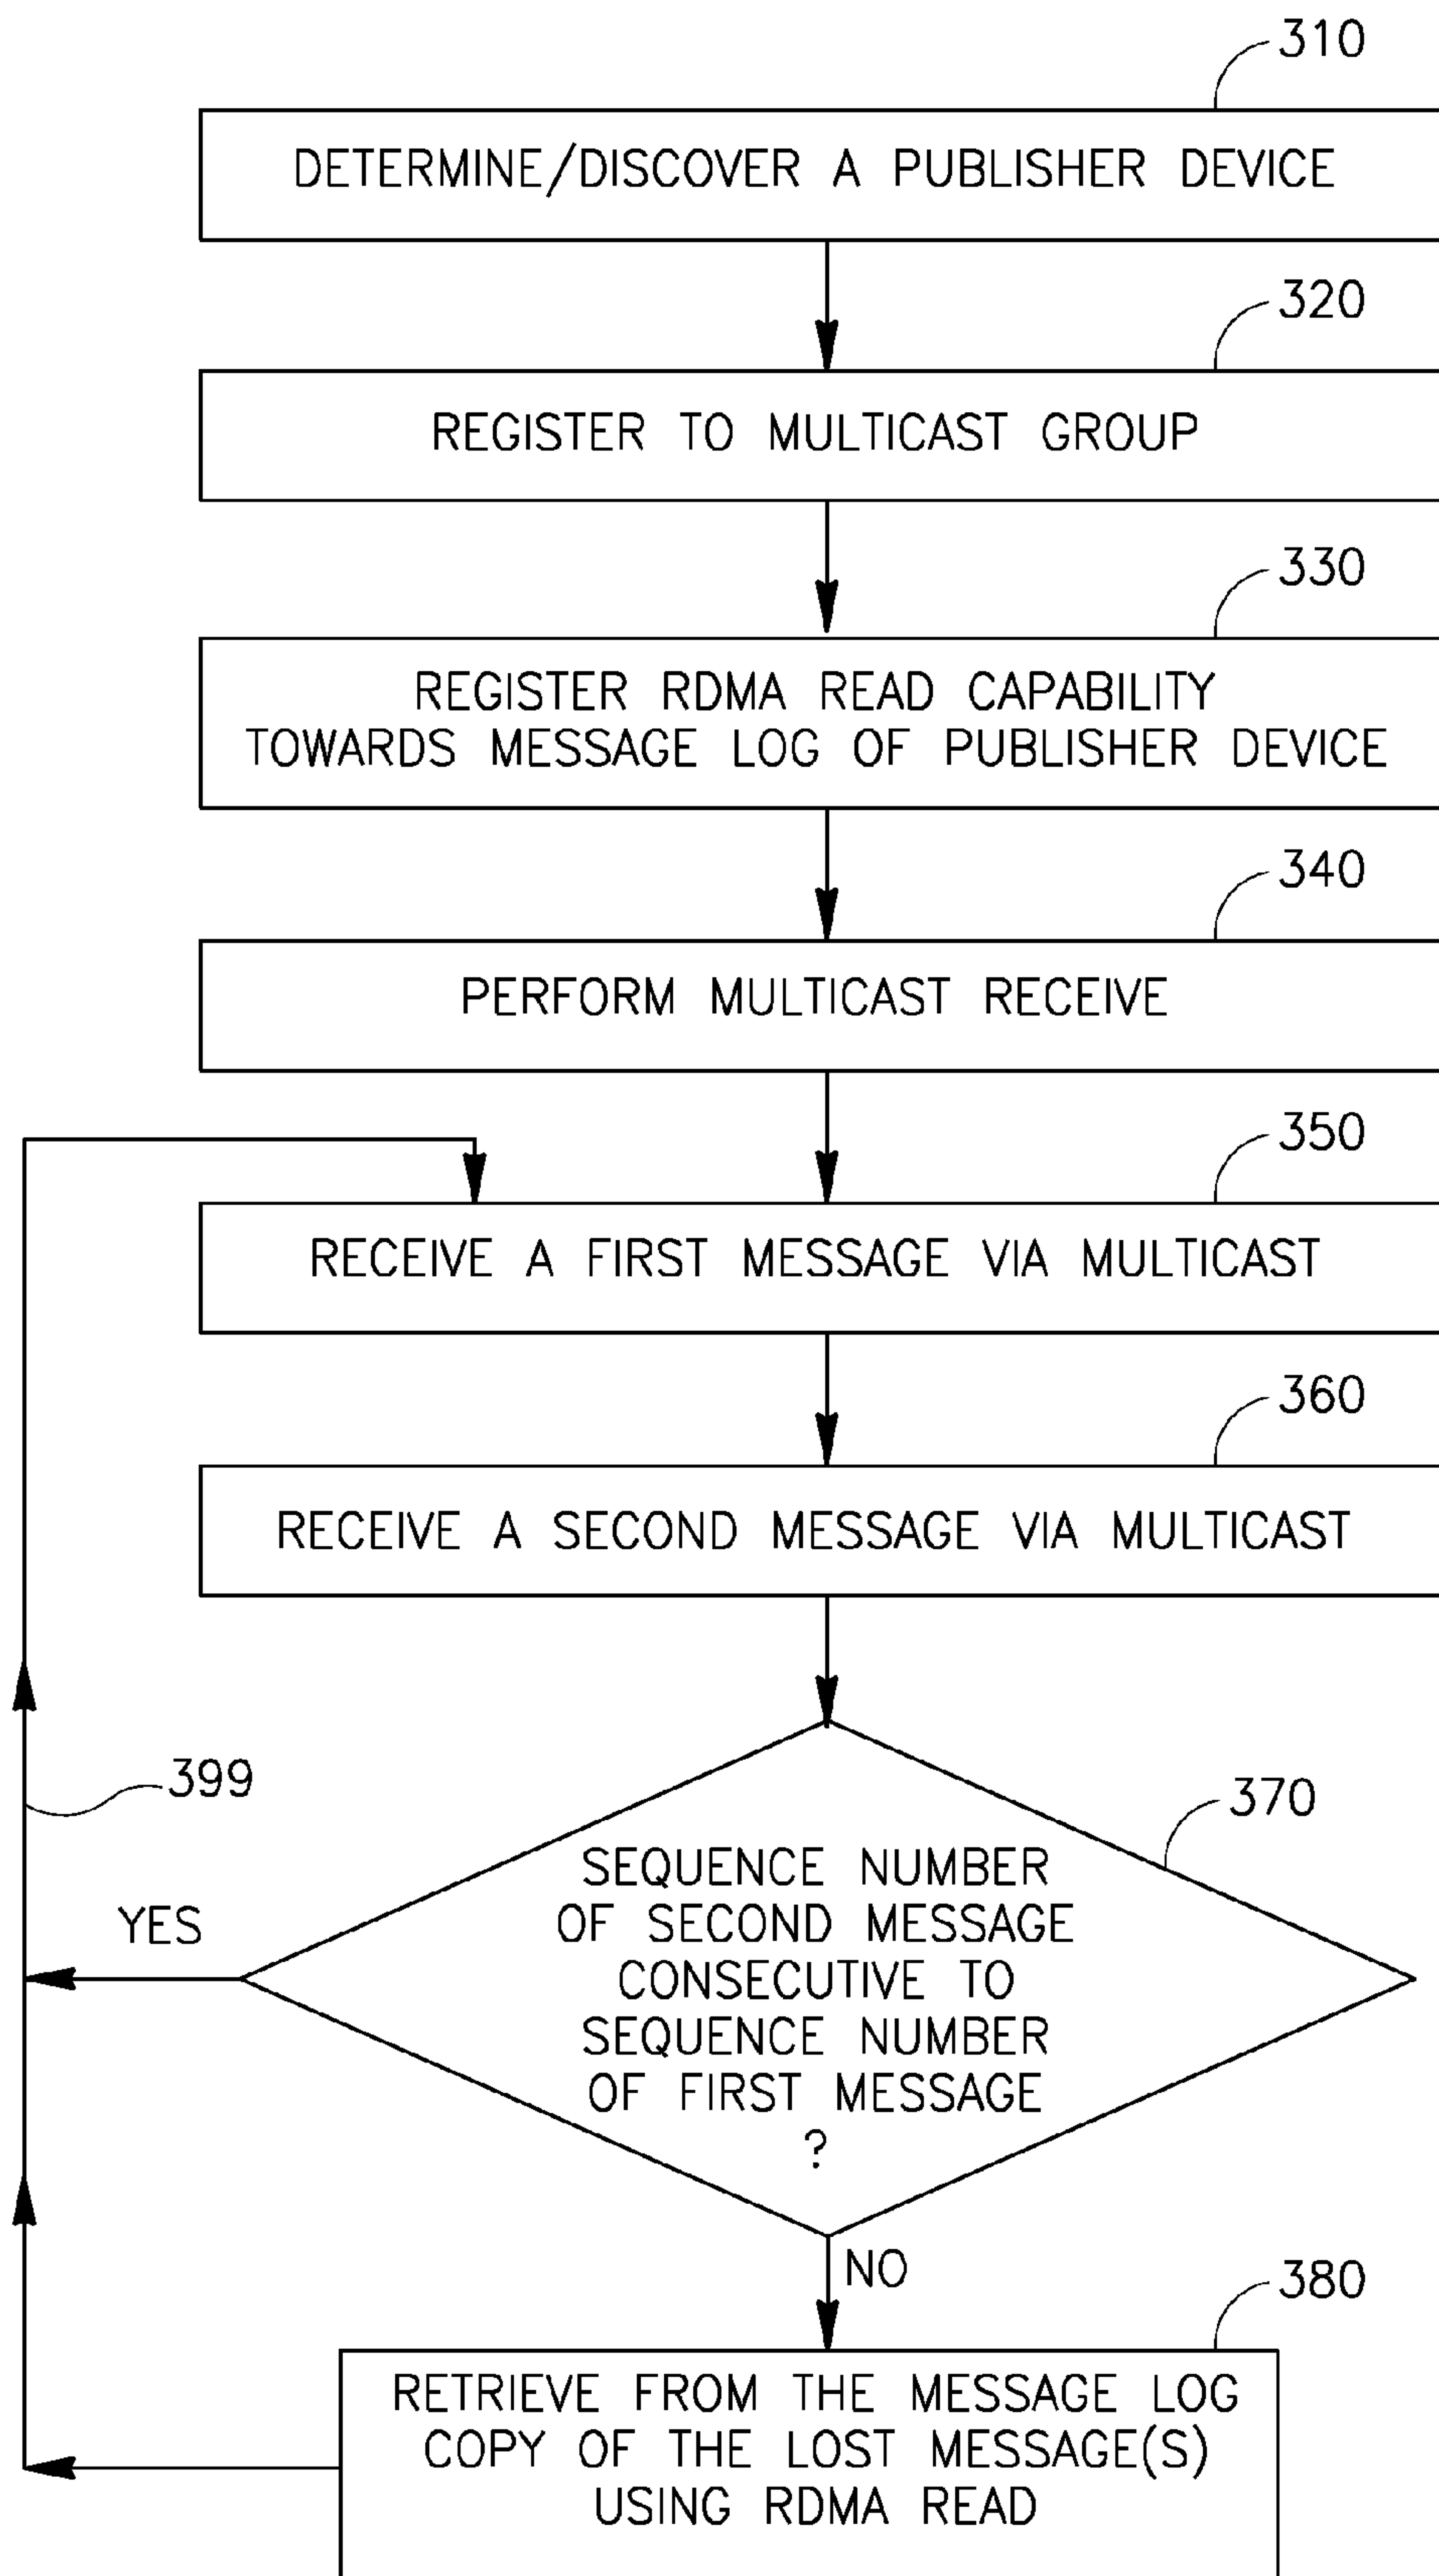 310
DETERMINE/DISCOVER A PUBLISHER DEVICE
320
REGISTER TO MULTICAST GROUP
330
REGISTER RDMA READ CAPABILITY
TOWARDS MESSAGE LOG OF PUBLISHER DEVICE
340
PERFORM MULTICAST RECEIVE
350
RECEIVE A FIRST MESSAGE VIA MULTICAST
360
RECEIVE A SECOND MESSAGE VIA MULTICAST
399
370
YES
SEQUENCE NUMBER
OF SECOND MESSAGE
CONSECUTIVE TO
SEQUENCE NUMBER
OF FIRST MESSAGE
?
NO
380
RETRIEVE FROM THE MESSAGE LOG
COPY OF THE LOST MESSAGE(S)
USING RDMA READ